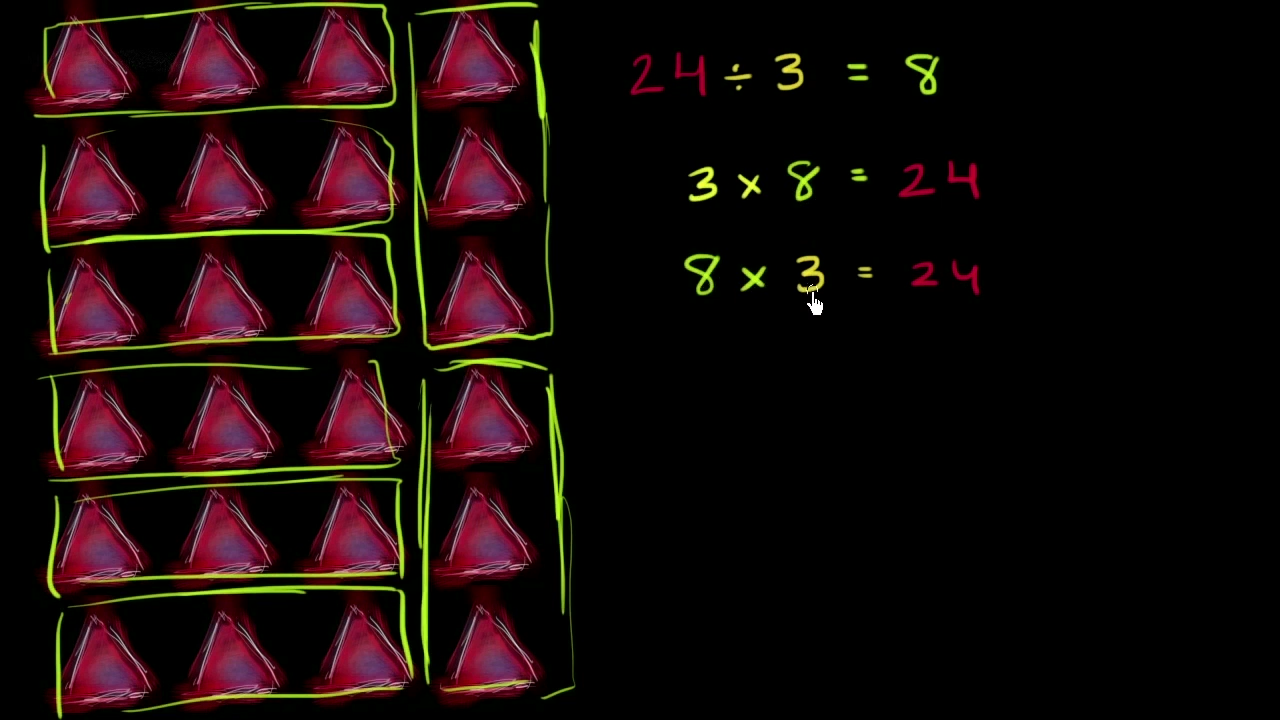 24 ÷ 3 = 8
3 × 8 = 24
8 × 3 = 24